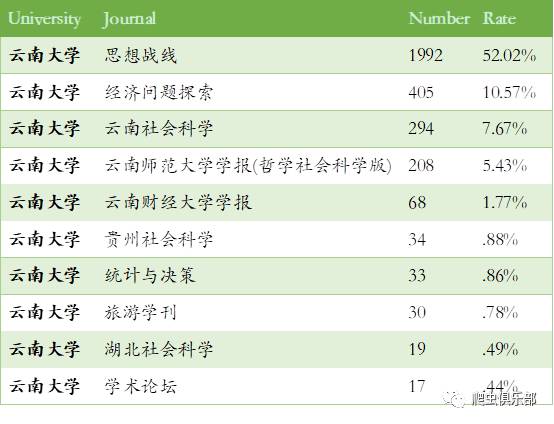 University Journal Number Rate
云南大学 思想战线 1992 52.02%
云南大学 经济问题探索 405 10.57%
云南大学 云南社会科学 294 7.67%
云南大学 云南师范大学学报(哲学社会科学版) 208 5.43%
云南大学 云南财经大学学报 68 1.77%
云南大学 贵州社会科学 34 .88%
云南大学 统计与决策 33 .86%
云南大学 旅游学刊 30 .78%
云南大学 湖北社会科学 19 .49%
云南大学 学术论坛 17 .44%
爬虫俱乐部